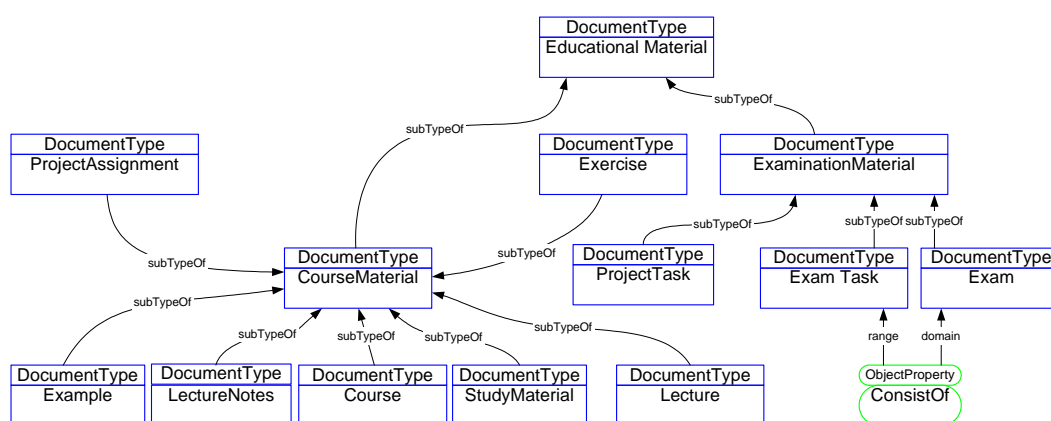 DocumentType
Educational Material
subTypeOf
subTypeOf
DocumentType
ProjectAssignment
DocumentType
Exercise
DocumentType
ExaminationMaterial
subTypeOf
subTypeOf
subTypeOf
subTypeOf
subTypeOf
DocumentType
CourseMaterial
DocumentType
ProjectTask
DocumentType
Exam Task
DocumentType
Exam
subTypeOf
subTypeOf
subTypeOf
subTypeOf
subTypeOf
range
domain
DocumentType
Example
DocumentType
LectureNotes
DocumentType
Course
DocumentType
StudyMaterial
DocumentType
Lecture
ObjectProperty
ConsistOf